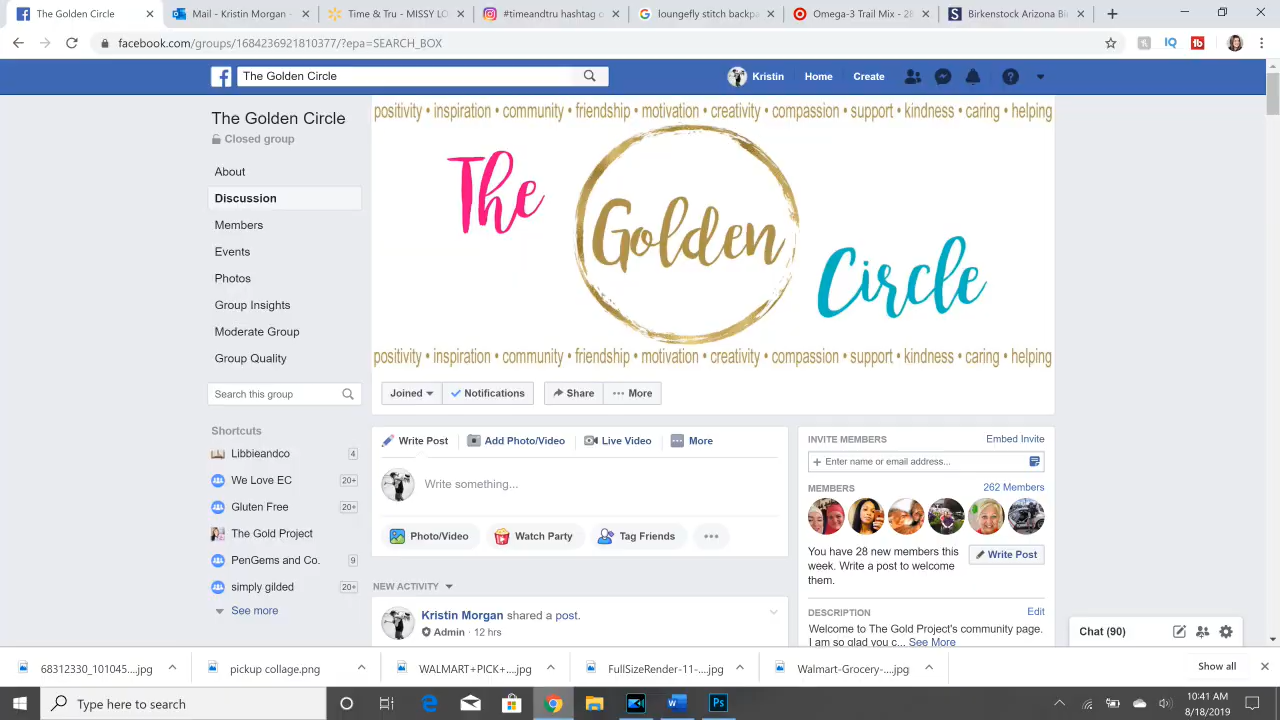 The Golden Circle
Mail - Kristin Morgan
Time & Tru - MISSY LO
#timeandtru hashtag o
loungefly stitch backpa
Omega-3 Trail Mix - 28
Birkenstock Arizona Bi
facebook.com/groups/1684236921810377/?epa=SEARCH_BOX
The Golden Circle
Kristin
Home
Create
The Golden Circle
Closed group
About
Discussion
Members
Events
Photos
Group Insights
Moderate Group
Group Quality
Search this group
Shortcuts
Libbieandco 4
We Love EC 20+
Gluten Free 20+
The Gold Project
PenGems and Co. 9
simply gilded 20+
See more
positivity • inspiration • community • friendship • motivation • creativity • compassion • support • kindness • caring • helping
The
Golden
Circle
positivity • inspiration • community • friendship • motivation • creativity • compassion • support • kindness • caring • helping
Joined
Notifications
Share
More
Write Post
Add Photo/Video
Live Video
More
Write something...
Photo/Video
Watch Party
Tag Friends
NEW ACTIVITY
Kristin Morgan shared a post.
Admin · 12 hrs
INVITE MEMBERS Embed Invite
+ Enter name or email address...
MEMBERS 262 Members
You have 28 new members this
week. Write a post to welcome
them.
Write Post
DESCRIPTION Edit
Welcome to The Gold Project's community page.
I am so glad you c... See More
Chat (90)
68312330_101045....jpg
pickup collage.png
WALMART+PICK+....jpg
FullSizeRender-11-....jpg
Walmart-Grocery-....jpg
Show all
Type here to search
10:41 AM
8/18/2019